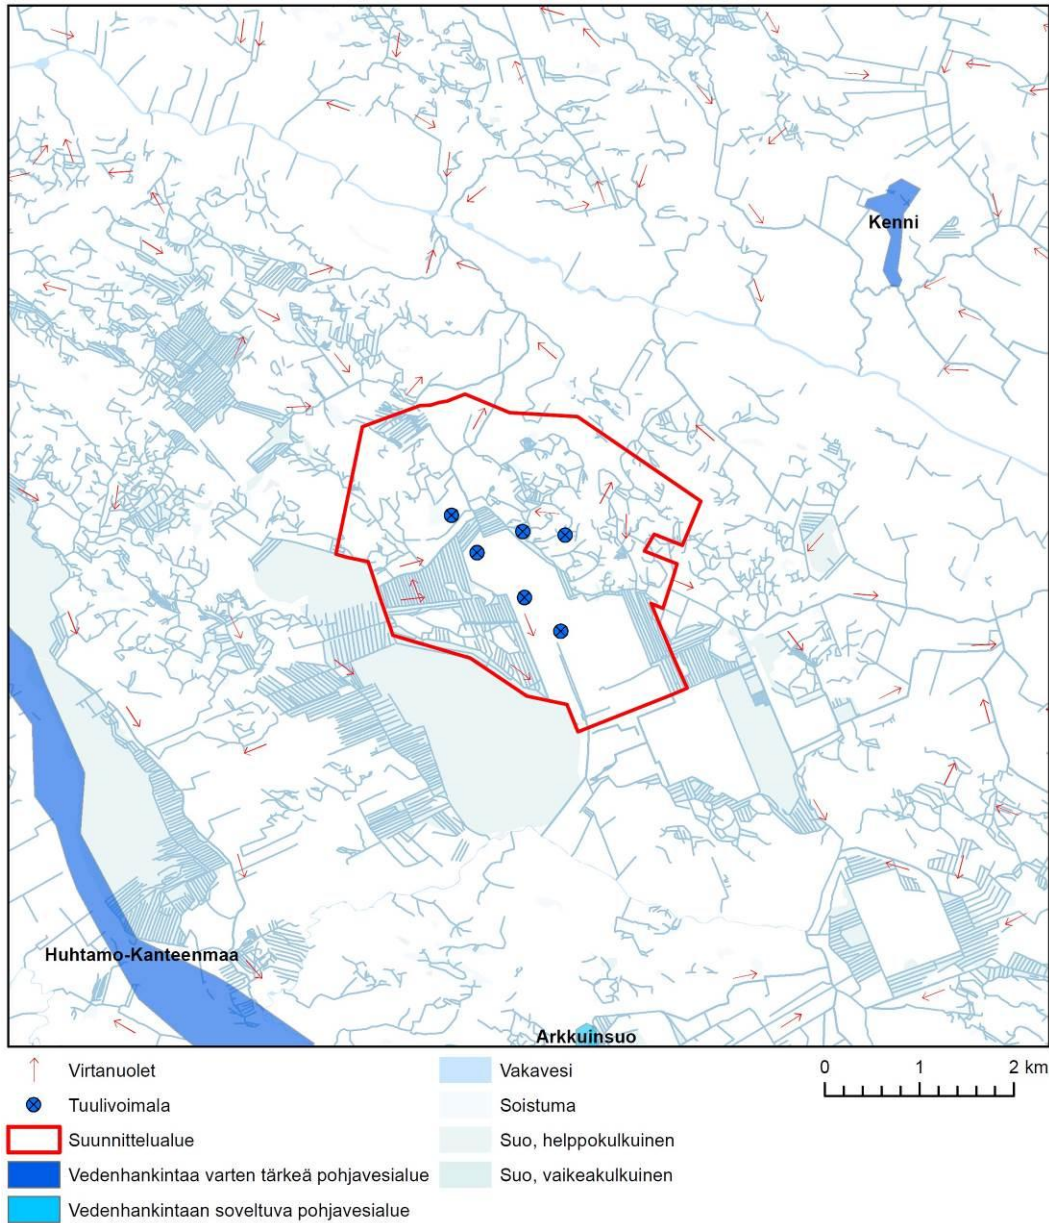 Kenni
Huhtamo-Kanteenmaa
Arkkuinsuo
Virtanuolet
Tuulivoimala
Suunnittelualue
Vedenhankintaa varten tärkeä pohjavesialue
Vedenhankintaan soveltuva pohjavesialue
Vakavesi
Soistuma
Suo, helppokulkuinen
Suo, vaikeakulkuinen
0 1 2 km